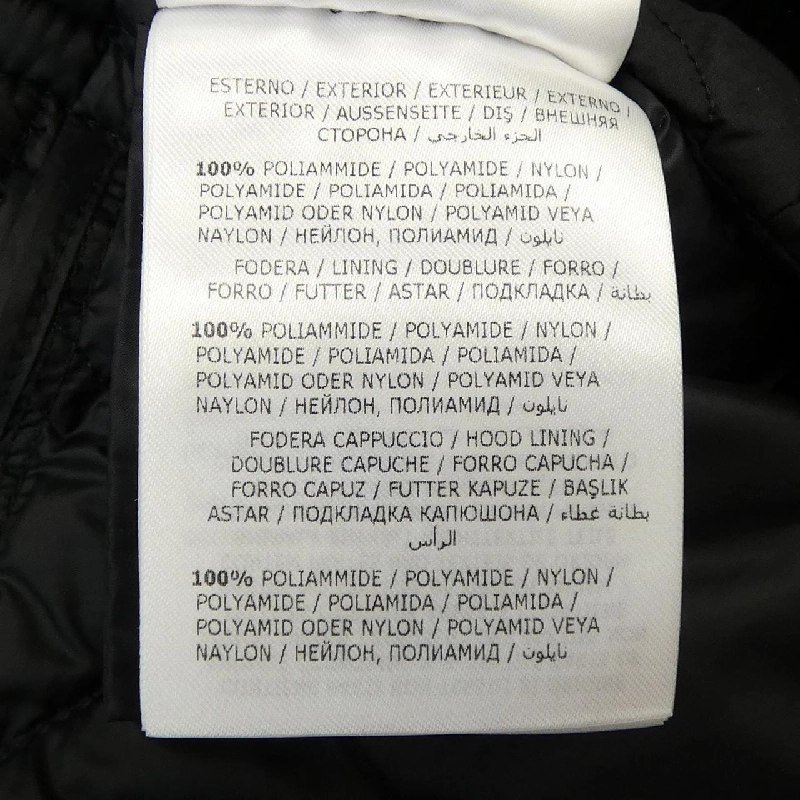 ESTERNO / EXTERIOR / EXTERIEUR / EXTERNO /
EXTERIOR / AUSSENSEITE / DIŞ / ВНЕШНЯЯ
СТОРОНА / الجزء الخارجي
100% POLIAMMIDE / POLYAMIDE / NYLON /
POLYAMIDE / POLIAMIDA / POLIAMIDA /
POLYAMID ODER NYLON / POLYAMID VEYA
NAYLON / НЕЙЛОН, ПОЛИАМИД / نايلون
FODERA / LINING / DOUBLURE / FORRO /
FORRO / FUTTER / ASTAR / ПОДКЛАДКА / بطانة
100% POLIAMMIDE / POLYAMIDE / NYLON /
POLYAMIDE / POLIAMIDA / POLIAMIDA /
POLYAMID ODER NYLON / POLYAMID VEYA
NAYLON / НЕЙЛОН, ПОЛИАМИД / نايلون
FODERA CAPPUCCIO / HOOD LINING /
DOUBLURE CAPUCHE / FORRO CAPUCHA /
FORRO CAPUZ / FUTTER KAPUZE / BAŞLIK
ASTAR / ПОДКЛАДКА КАПЮШОНА / بطانة غطاء
الرأس
100% POLIAMMIDE / POLYAMIDE / NYLON /
POLYAMIDE / POLIAMIDA / POLIAMIDA /
POLYAMID ODER NYLON / POLYAMID VEYA
NAYLON / НЕЙЛОН, ПОЛИАМИД / نايلون